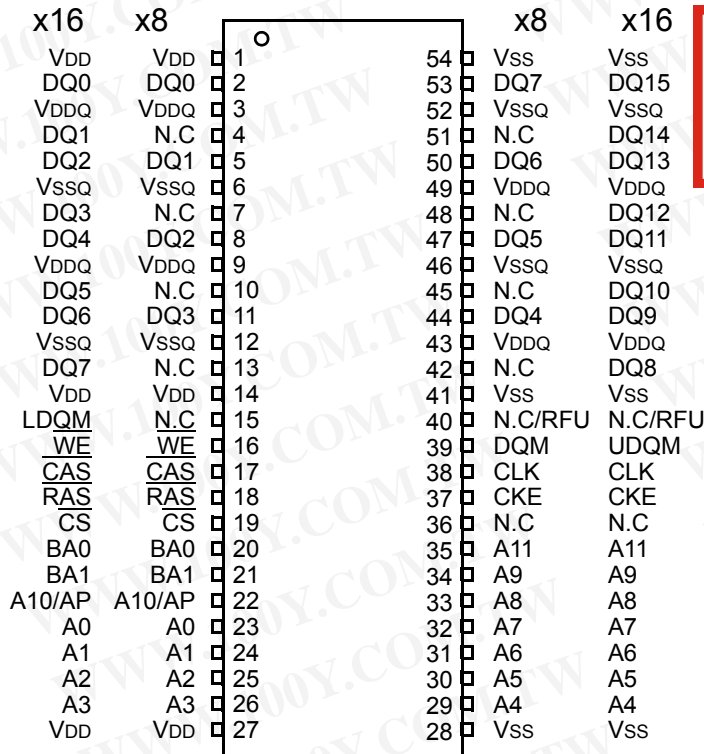 x16 x8 x8 x16
VDD VDD 1 54 VSS VSS
DQ0 DQ0 2 53 DQ7 DQ15
VDDQ VDDQ 3 52 VSSQ VSSQ
DQ1 N.C 4 51 N.C DQ14
DQ2 DQ1 5 50 DQ6 DQ13
VSSQ VSSQ 6 49 VDDQ VDDQ
DQ3 N.C 7 48 N.C DQ12
DQ4 DQ2 8 47 DQ5 DQ11
VDDQ VDDQ 9 46 VSSQ VSSQ
DQ5 N.C 10 45 N.C DQ10
DQ6 DQ3 11 44 DQ4 DQ9
VSSQ VSSQ 12 43 VDDQ VDDQ
DQ7 N.C 13 42 N.C DQ8
VDD VDD 14 41 VSS VSS
LDQM N.C 15 40 N.C/RFU N.C/RFU
WE WE 16 39 DQM UDQM
CAS CAS 17 38 CLK CLK
RAS RAS 18 37 CKE CKE
CS CS 19 36 N.C N.C
BA0 BA0 20 35 A11 A11
BA1 BA1 21 34 A9 A9
A10/AP A10/AP 22 33 A8 A8
A0 A0 23 32 A7 A7
A1 A1 24 31 A6 A6
A2 A2 25 30 A5 A5
A3 A3 26 29 A4 A4
VDD VDD 27 28 VSS VSS
WWW.100Y.COM.TW